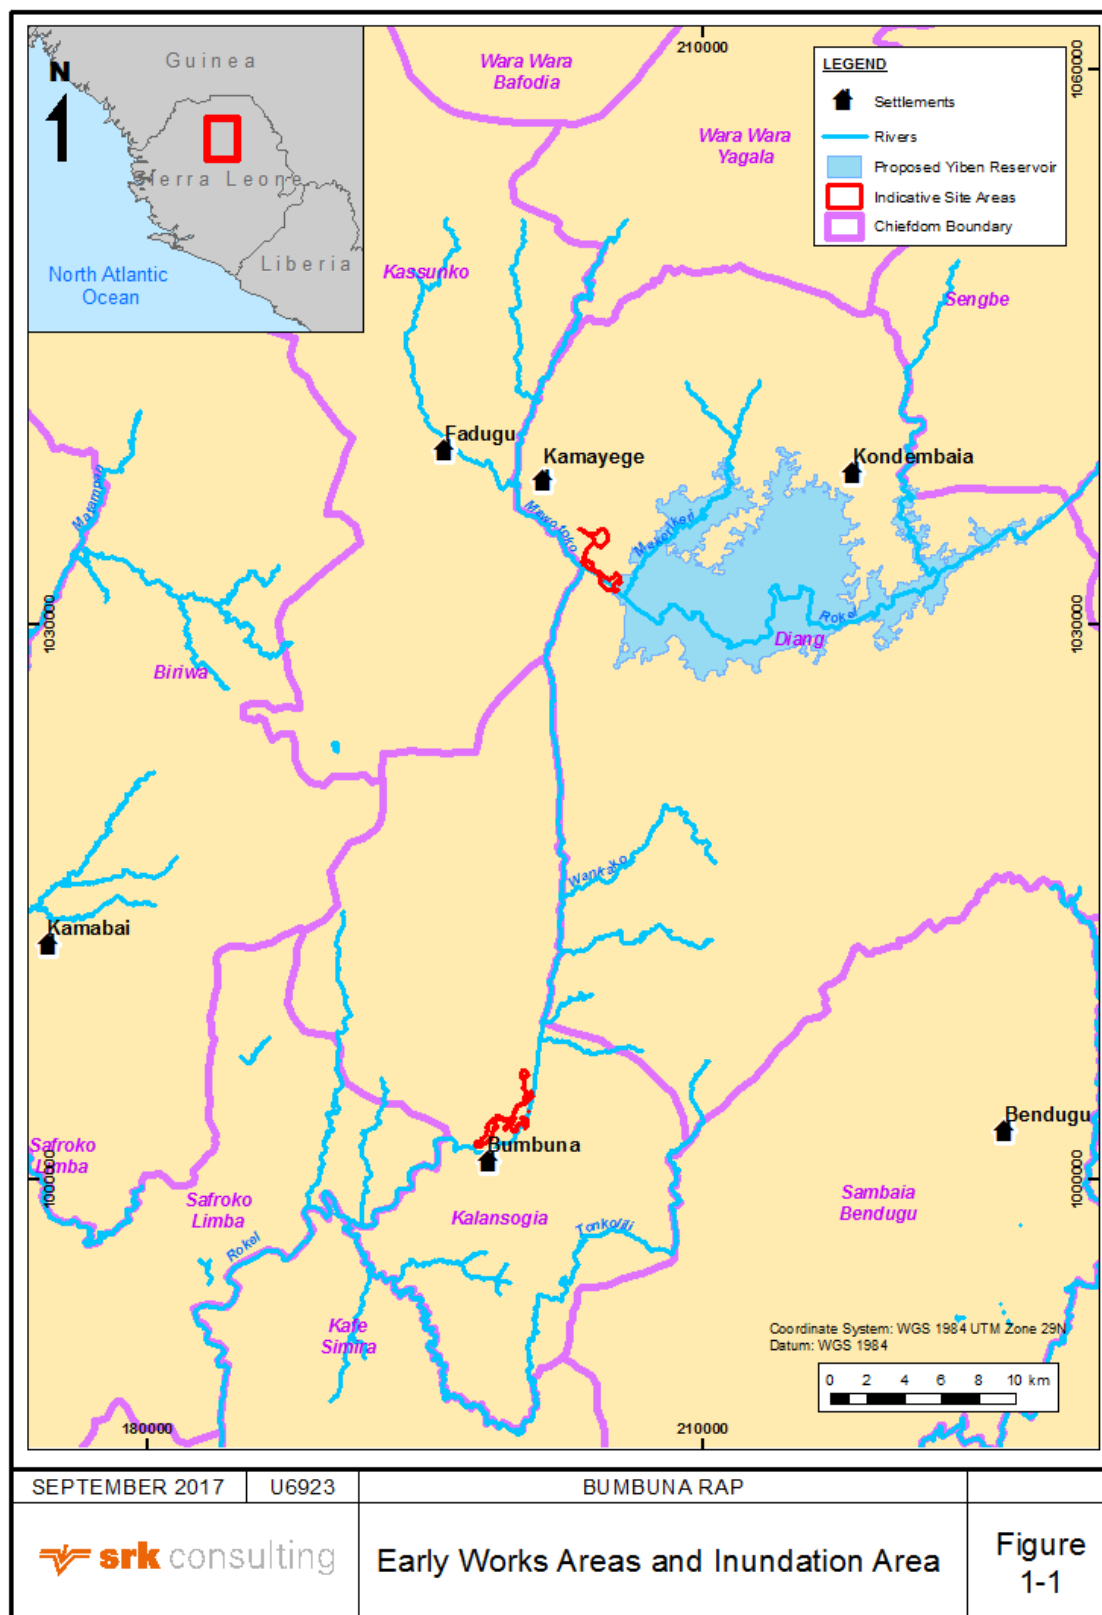 Guinea
N
Sierra Leone
Liberia
North Atlantic
Ocean
210000
1060000
LEGEND
Settlements
Rivers
Proposed Yiben Reservoir
Indicative Site Areas
Chiefdom Boundary
Wara Wara
Bafodia
Wara Wara
Yagala
Kassunko
Sengbe
Fadugu
Kamayege
Kondembaia
Matampan
Mawoloko
Makorikori
Rokel
Diang
1030000
1030000
Biriwa
Wankako
Kamabai
Bumbuna
Bendugu
Safroko
Limba
1000000
1000000
Safroko
Limba
Kalansogia
Sambaia
Bendugu
Tonkolili
Rokel
Kafe
Simira
Coordinate System: WGS 1984 UTM Zone 29N
Datum: WGS 1984
0 2 4 6 8 10 km
180000
210000
SEPTEMBER 2017
U6923
BUMBUNA RAP
srk consulting
Early Works Areas and Inundation Area
Figure
1-1